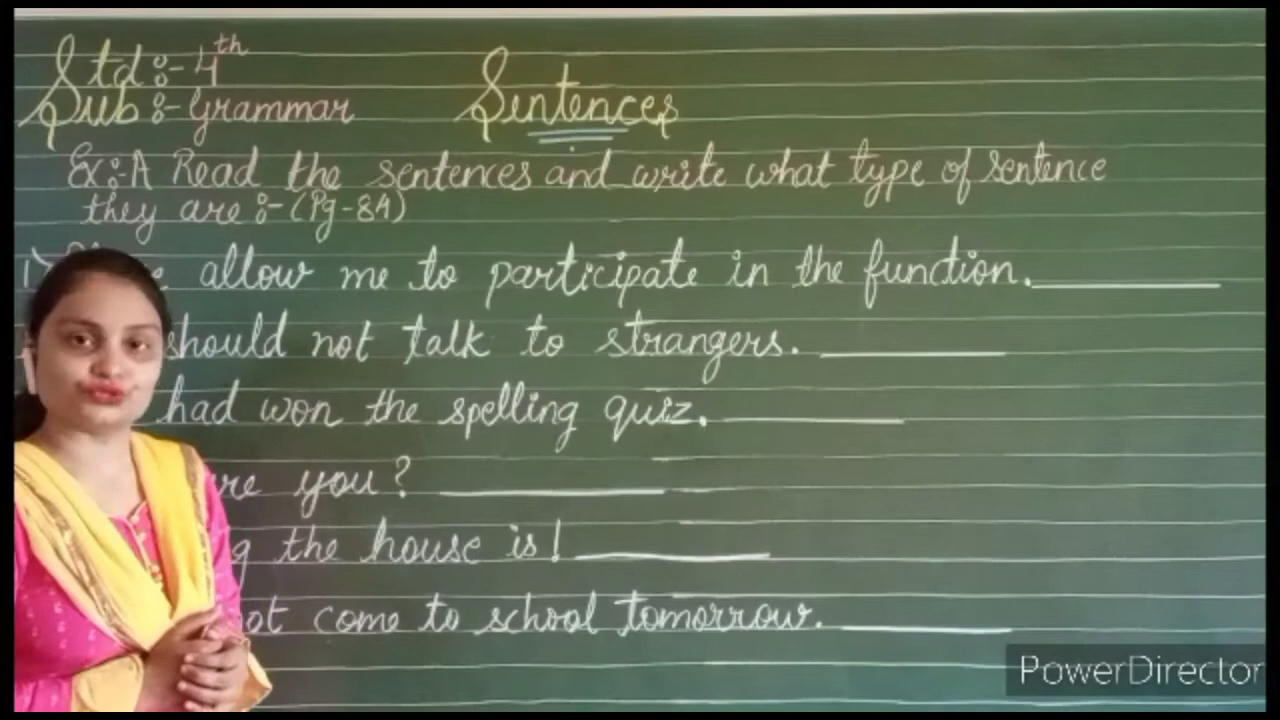 Std :- 4th
Sub :- Grammar
Sentences
Ex:-A Read the sentences and write what type of sentence
they are :- (Pg-84)
1) allow me to participate in the function.
should not talk to strangers.
had won the spelling quiz.
you?
the house is!
not come to school tomorrow.
PowerDirector